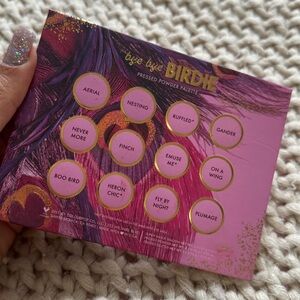 bye bye BIRDIE
PRESSED POWDER PALETTE
AERIAL
NESTING
RUFFLED*
GANDER
NEVER
MORE
FINCH
EMUSE
ME*
ON A
WING
BOO BIRD
HERON
CHIC*
FLY BY
NIGHT
PLUMAGE